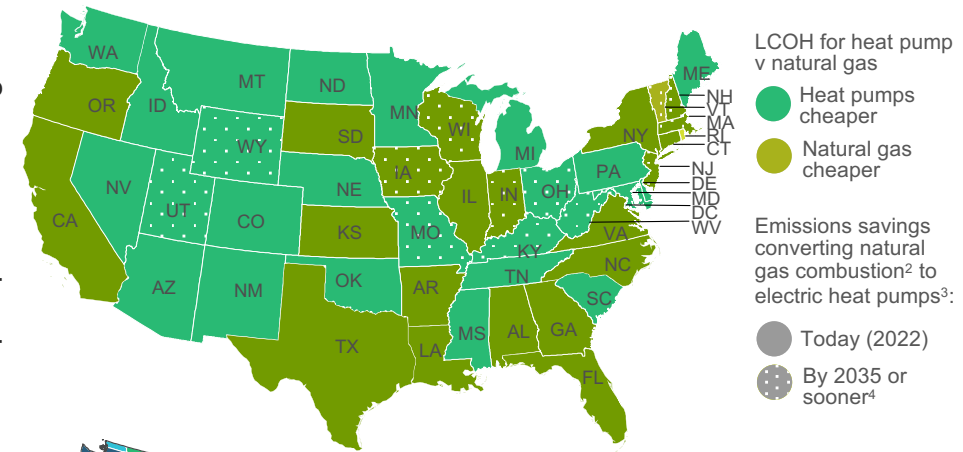 WA
MT
ND
MN
ME
NH
VT
MA
RI
CT
OR
ID
WY
SD
WI
MI
NY
NJ
DE
MD
DC
WV
NV
UT
CO
NE
IA
IL
IN
OH
PA
CA
KS
MO
KY
VA
AZ
NM
OK
AR
TN
NC
SC
TX
LA
MS
AL
GA
FL
LCOH for heat pump
v natural gas
Heat pumps
cheaper
Natural gas
cheaper
Emissions savings
converting natural
gas combustion² to
electric heat pumps³:
Today (2022)
By 2035 or
sooner⁴